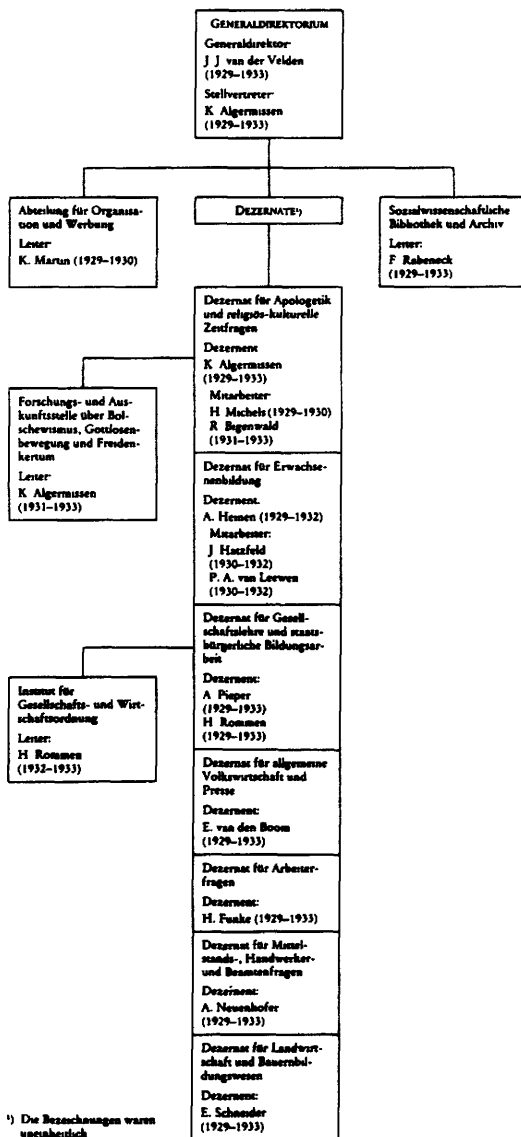 GENERALDIREKTORIUM
Generaldirektor
J J van der Velden
(1929–1933)
Stellvertreter
K Algermissen
(1929–1933)
Abteilung für Organisa-
tion und Werbung
Leiter
K. Martin (1929–1930)
DEZERNATE¹)
Sozialwissenschaftliche
Bibliothek und Archiv
Leiter:
F Rabeneck
(1929–1933)
Dezernat für Apologetik
und religiös-kulturelle
Zeitfragen
Dezernent
K Algermissen
(1929–1933)
Mitarbeiter
H Michels (1929–1930)
R Bigenwald
(1931–1933)
Forschungs- und Aus-
kunftsstelle über Bol-
schewismus, Gottlosen-
bewegung und Freiden-
kertum
Leiter
K Algermissen
(1931–1933)
Dezernat für Erwachse-
nenbildung
Dezernent.
A. Heinen (1929–1932)
Mitarbeiter:
J Hatzfeld
(1930–1932)
P. A. van Leewen
(1930–1932)
Dezernat für Gesell-
schaftslehre und staats-
bürgerliche Bildungsar-
beit
Dezernent:
A Pieper
(1929–1933)
H Rommen
(1929–1933)
Institut für
Gesellschafts- und Wirt-
schaftsordnung
Leiter:
H Rommen
(1932–1933)
Dezernat für allgemeine
Volkswirtschaft und
Presse
Dezernent:
E. van den Boom
(1929–1933)
Dezernat für Arbeiter-
fragen
Dezernent:
H. Funke (1929–1933)
Dezernat für Mittel-
stands-, Handwerker-
und Beamtenfragen
Dezernent:
A. Neuenhofer
(1929–1933)
Dezernat für Landwirt-
schaft und Bauernbil-
dungswesen
Dezernent:
E. Schneider
(1929–1933)
¹) Die Bezeichnungen waren
uneinheitlich